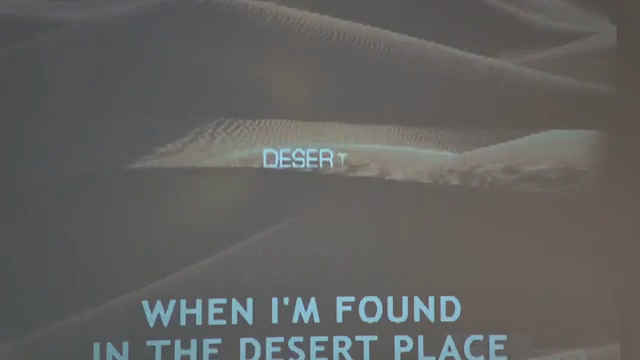 DESERT
WHEN I'M FOUND
IN THE DESERT PLACE